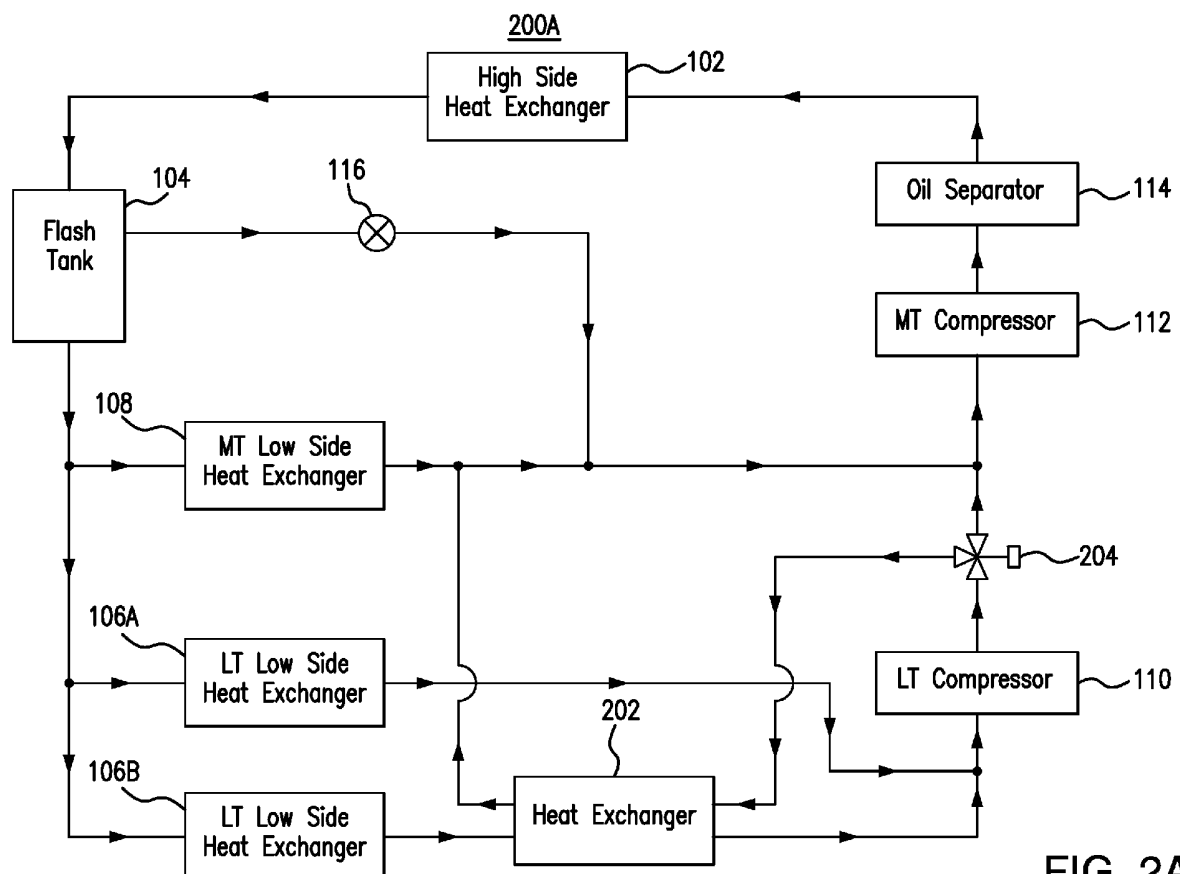 200A
High Side
Heat Exchanger
102
104
116
Flash
Tank
Oil Separator
114
MT Compressor
112
108
MT Low Side
Heat Exchanger
204
106A
LT Low Side
Heat Exchanger
LT Compressor
110
202
106B
LT Low Side
Heat Exchanger
Heat Exchanger
FIG. 2A